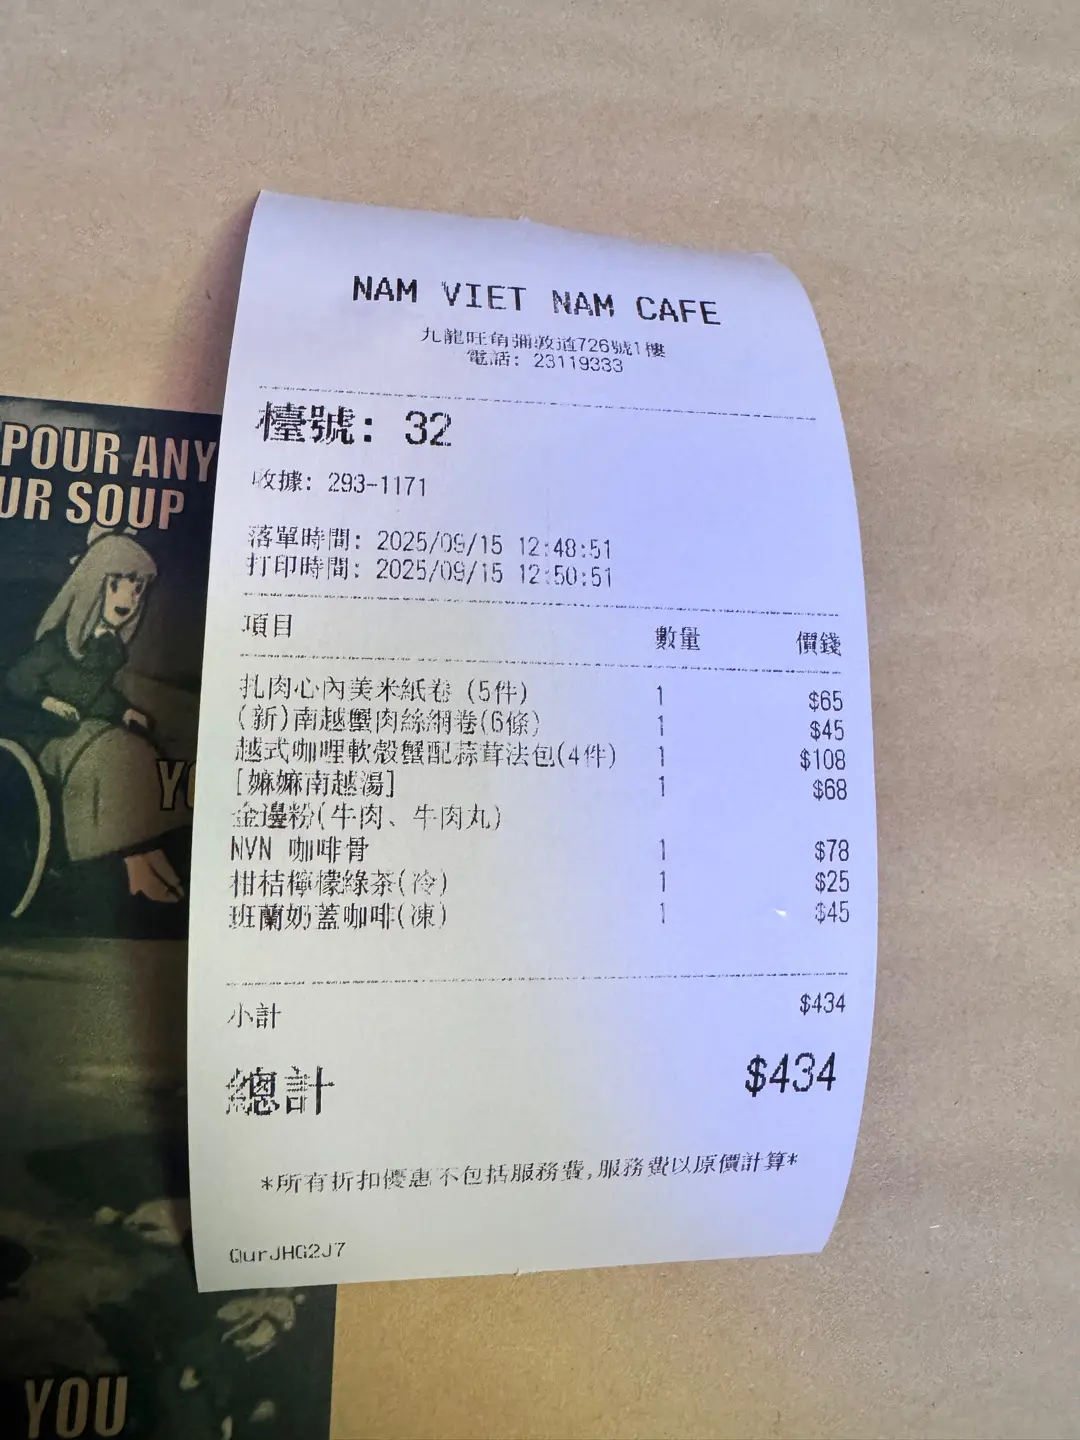 NAM VIET NAM CAFE
九龍旺角彌敦道726號1樓
電話: 23119333
檯號: 32
收據: 293-1171
落單時間: 2025/09/15 12:48:51
打印時間: 2025/09/15 12:50:51
項目 數量 價錢
扎肉心內美米紙卷 (5件) 1 $65
(新)南越蟹肉絲網卷(6條) 1 $45
越式咖哩軟殼蟹配蒜茸法包(4件) 1 $108
[嫲嫲南越湯] 1 $68
金邊粉(牛肉、牛肉丸)
NVN 咖啡骨 1 $78
柑桔檸檬綠茶(冷) 1 $25
班蘭奶蓋咖啡(凍) 1 $45
小計 $434
總計 $434
*所有折扣優惠不包括服務費,服務費以原價計算*
QurJHG2J7
POUR ANY
UR SOUP
YO
YOU